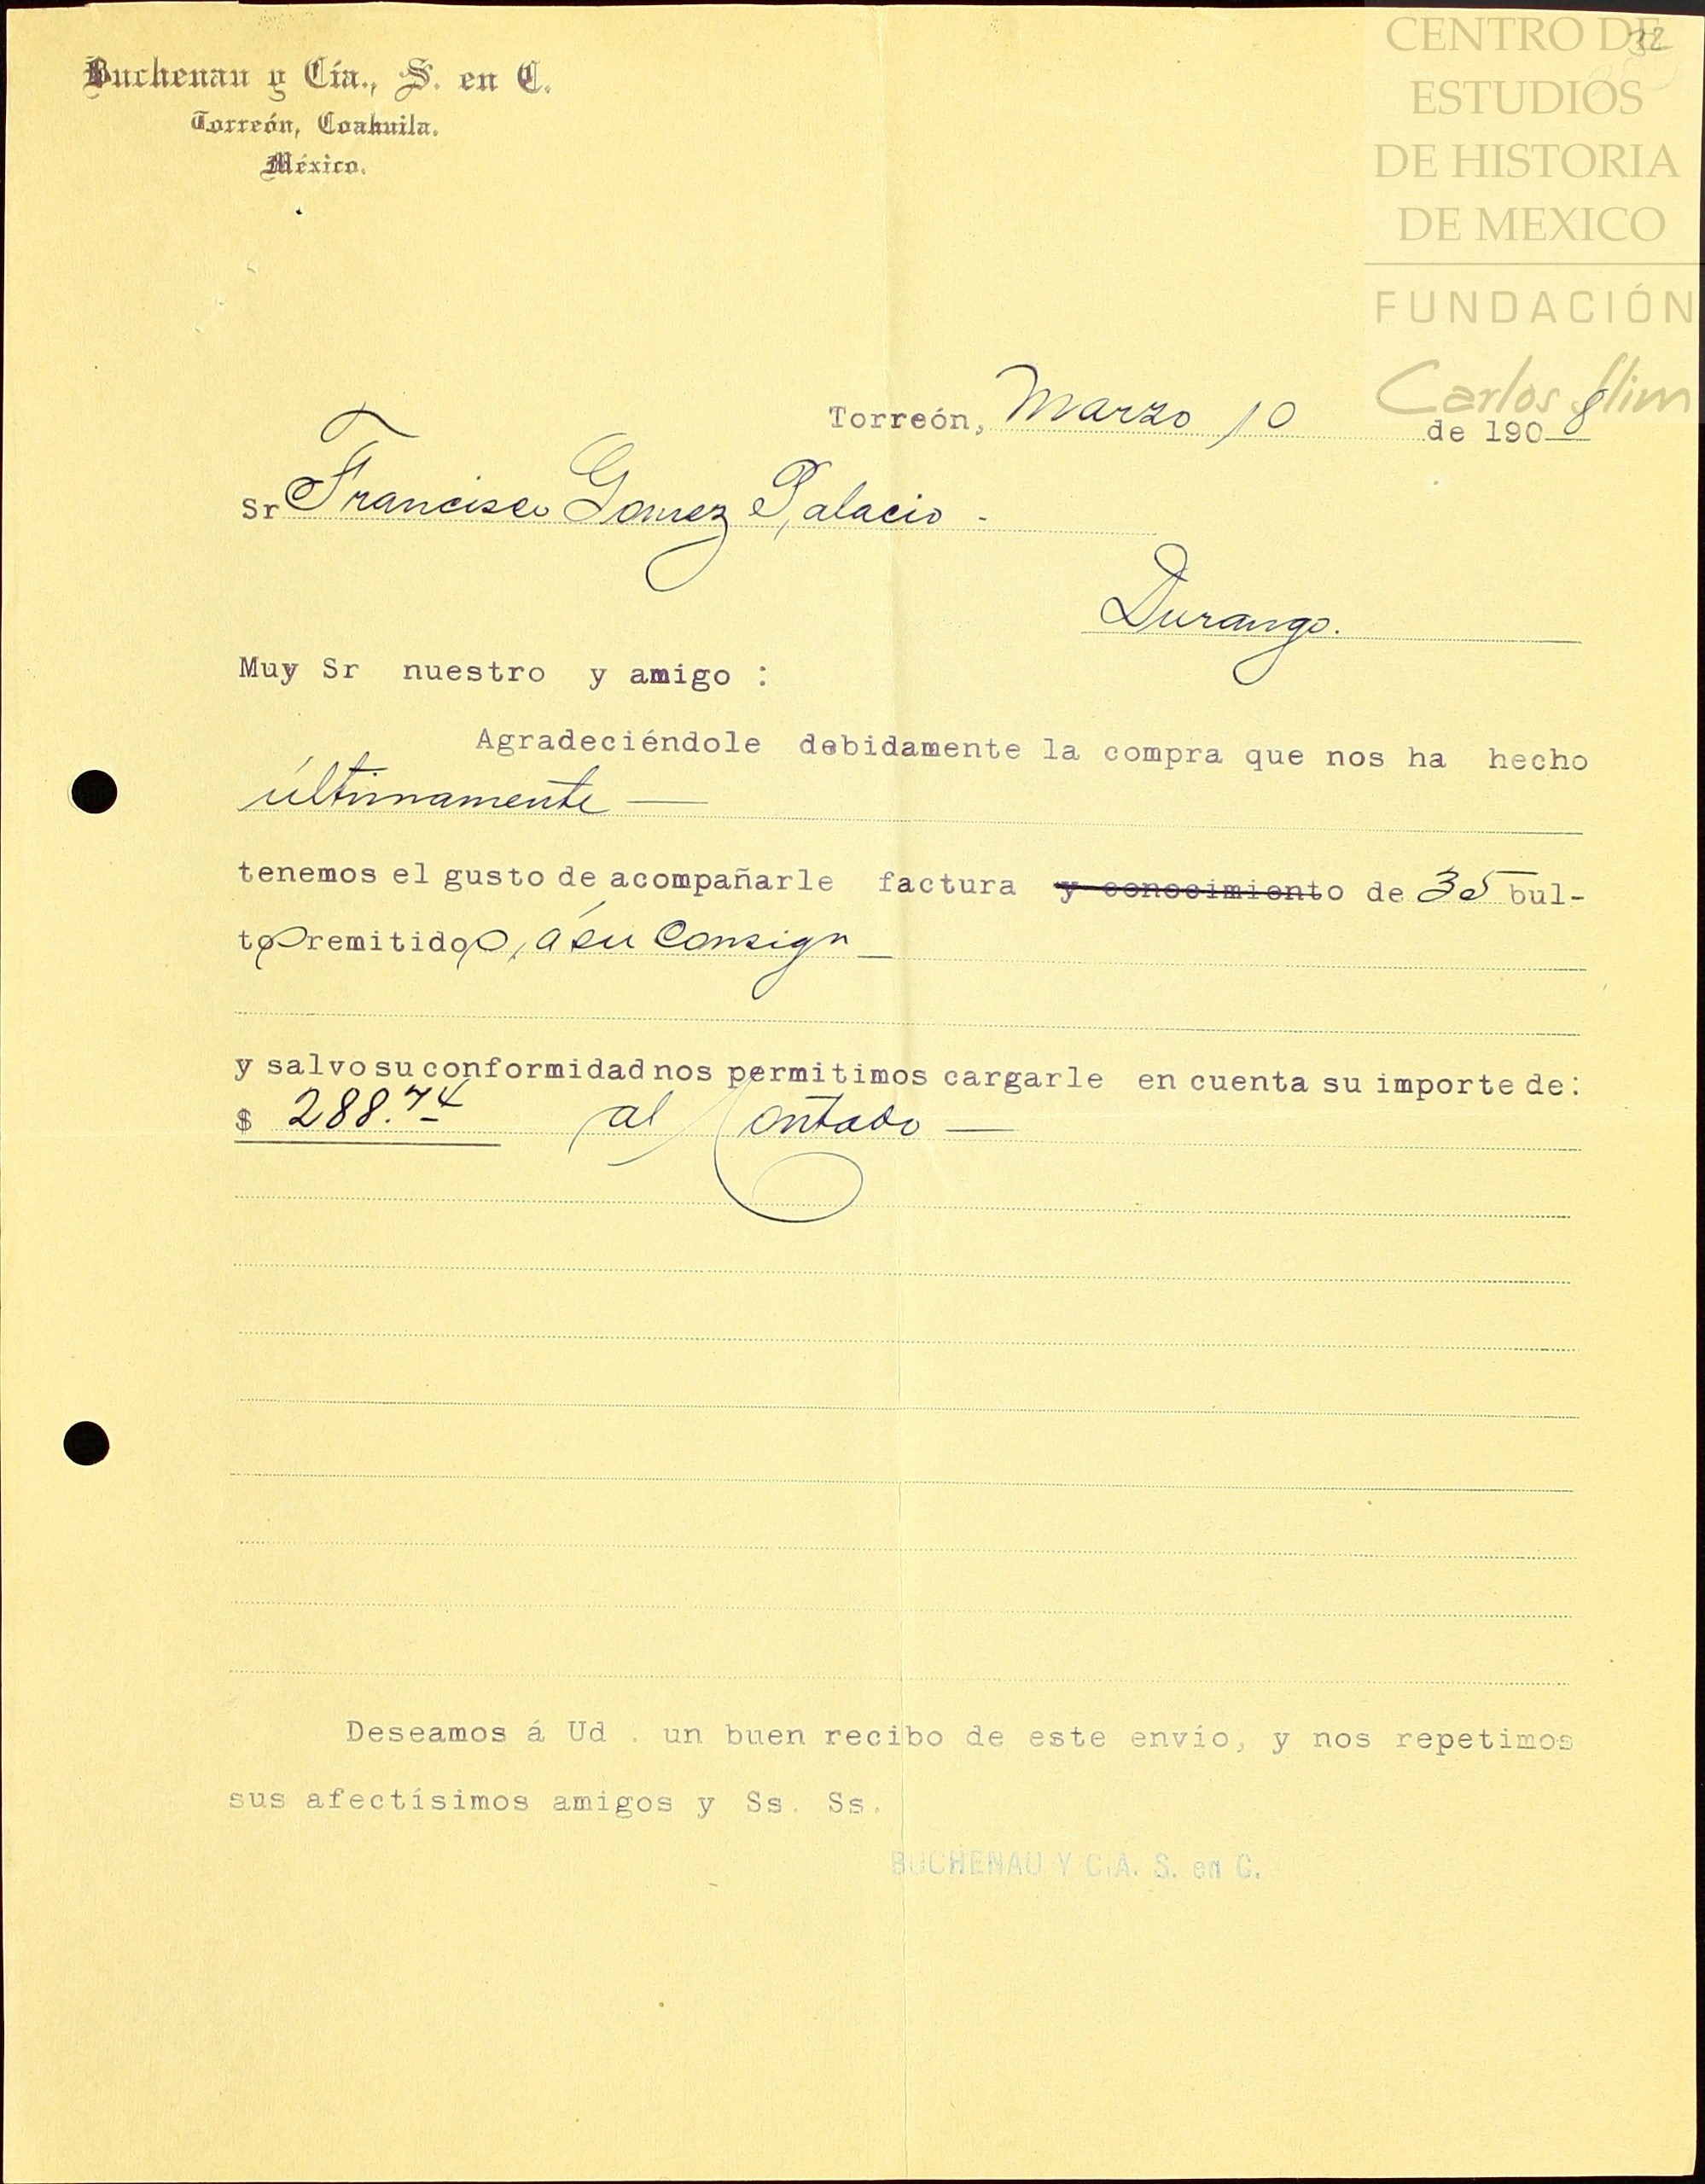 Buchenau y Cía., S. en C.
Torreón, Coahuila.
México.
32
CENTRO DE
ESTUDIOS
DE HISTORIA
DE MEXICO
FUNDACIÓN
Carlos Slim
Torreón, Marzo 10 de 1908
Sr Francisco Gomez Palacio -
Durango.
Muy Sr nuestro y amigo :
Agradeciéndole debidamente la compra que nos ha hecho
últimamente —
tenemos el gusto de acompañarle factura y conocimiento de 35 bul-
tos remitidos, á su Consign
y salvo su conformidad nos permitimos cargarle en cuenta su importe de:
$ 288.74 al Contado —
Deseamos á Ud . un buen recibo de este envío, y nos repetimos
sus afectísimos amigos y Ss. Ss.
BUCHENAU Y CIA. S. en C.